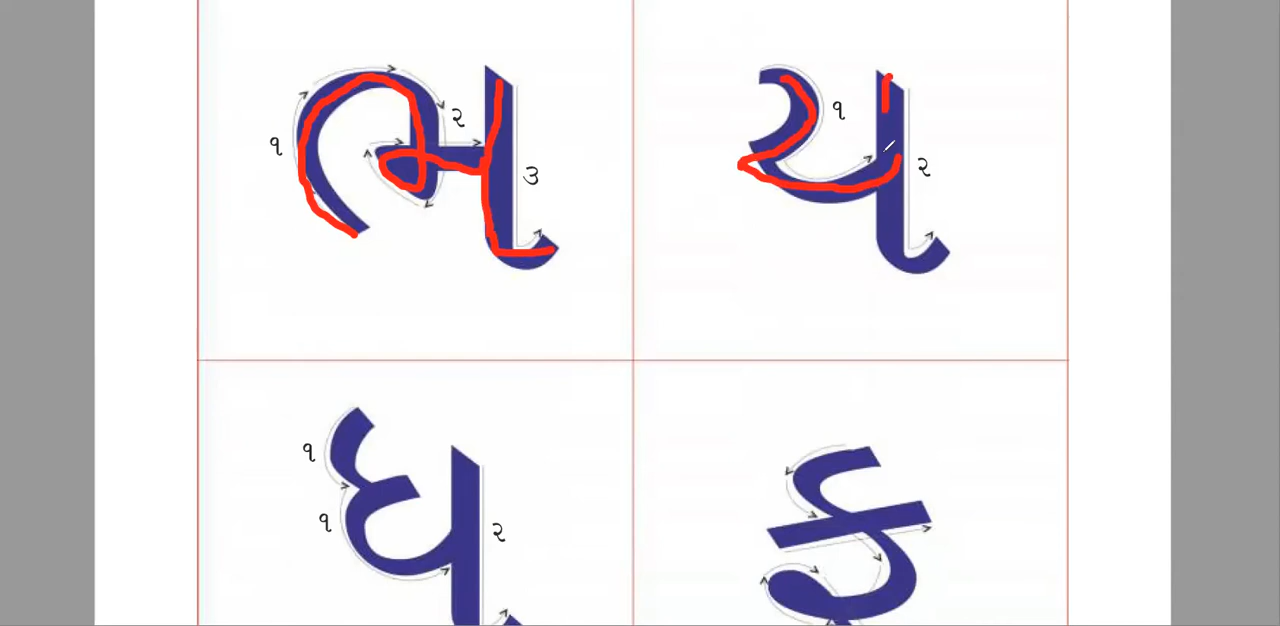 ભ ૧ ૨ ૩
ય ૧ ૨
ઘ ૧ ૧ ૨
ફ